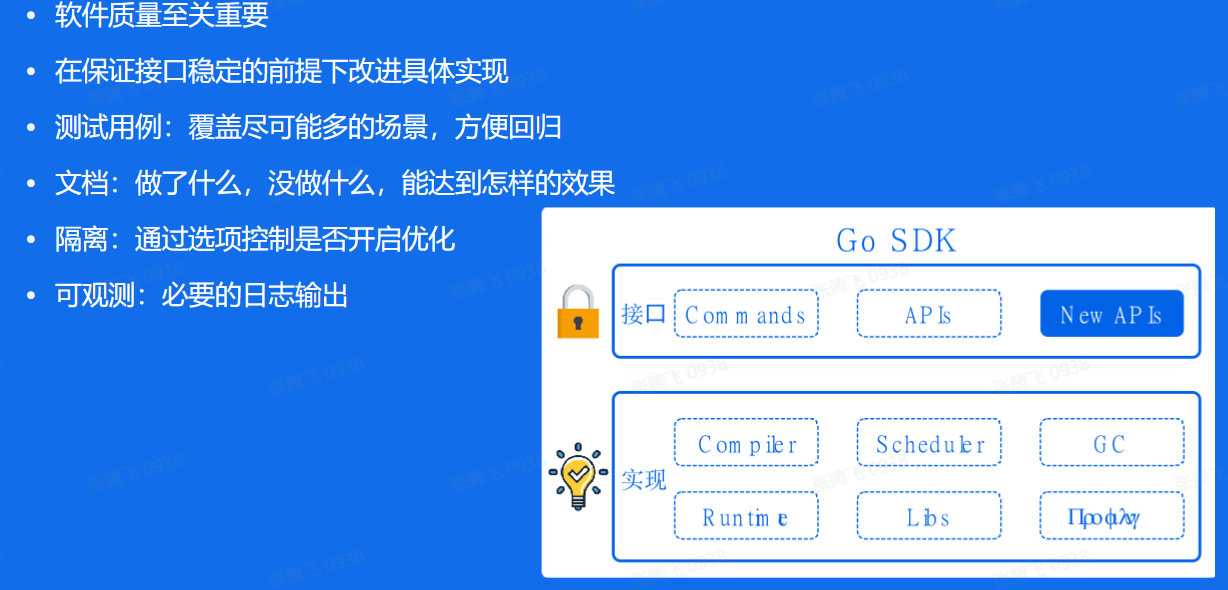 • 软件质量至关重要
• 在保证接口稳定的前提下改进具体实现
• 测试用例：覆盖尽可能多的场景，方便回归
• 文档：做了什么，没做什么，能达到怎样的效果
• 隔离：通过选项控制是否开启优化
• 可观测：必要的日志输出
Go SDK
接口 Commands APIs New APIs
Compiler Scheduler GC
实现
Runtime Libs
张腾飞 0938